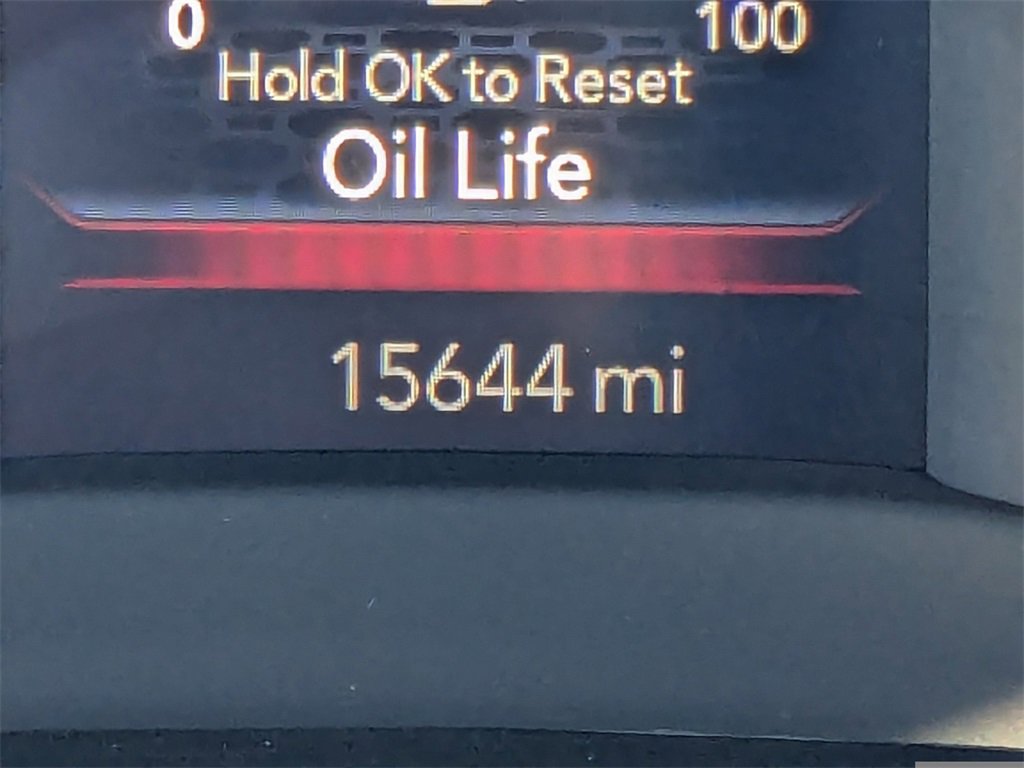 0 100
Hold OK to Reset
Oil Life
15644 mi